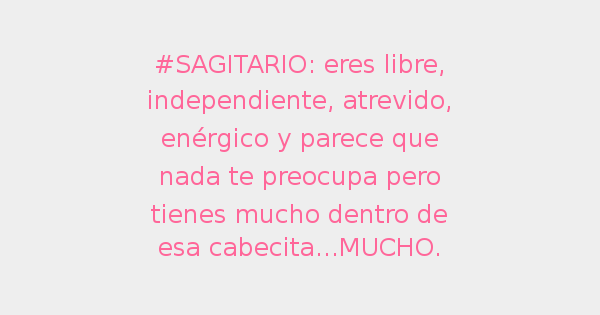 #SAGITARIO: eres libre,
independiente, atrevido,
enérgico y parece que
nada te preocupa pero
tienes mucho dentro de
esa cabecita...MUCHO.